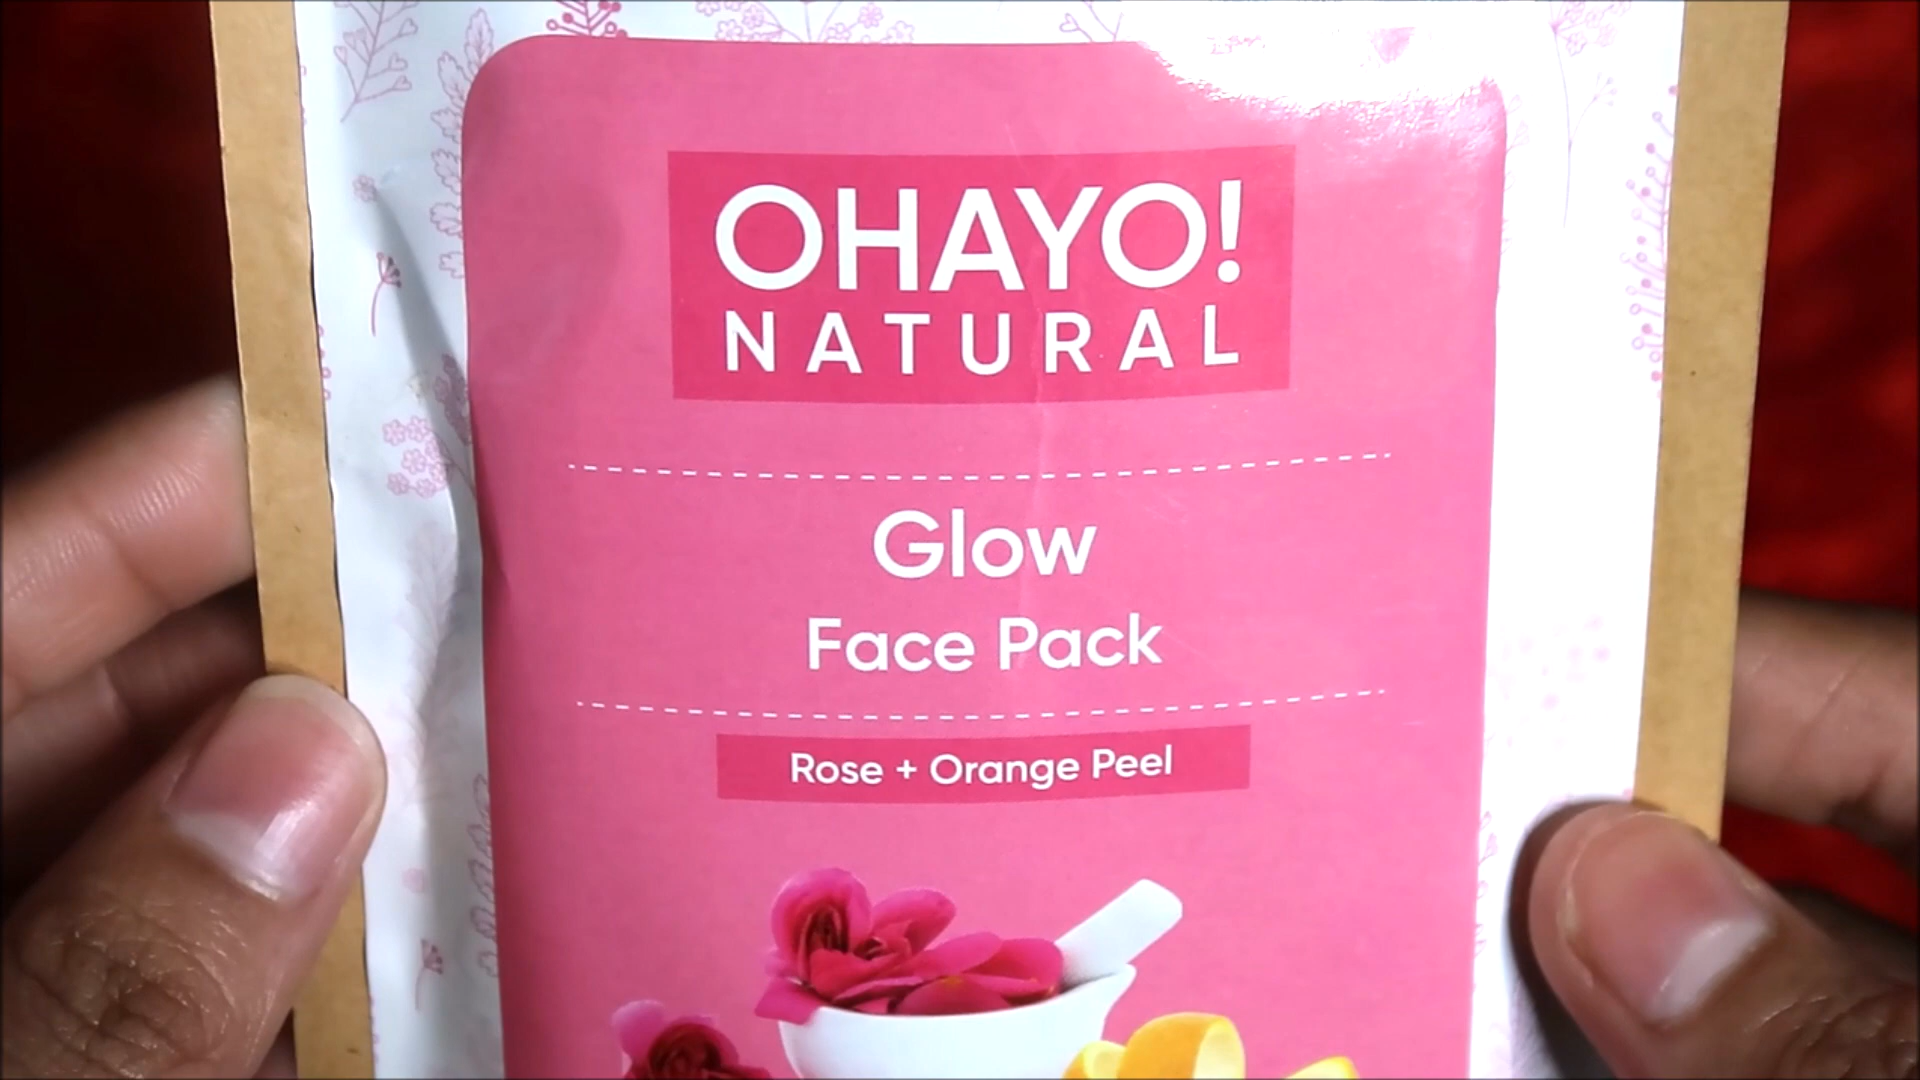 OHAYO!
NATURAL
Glow
Face Pack
Rose + Orange Peel